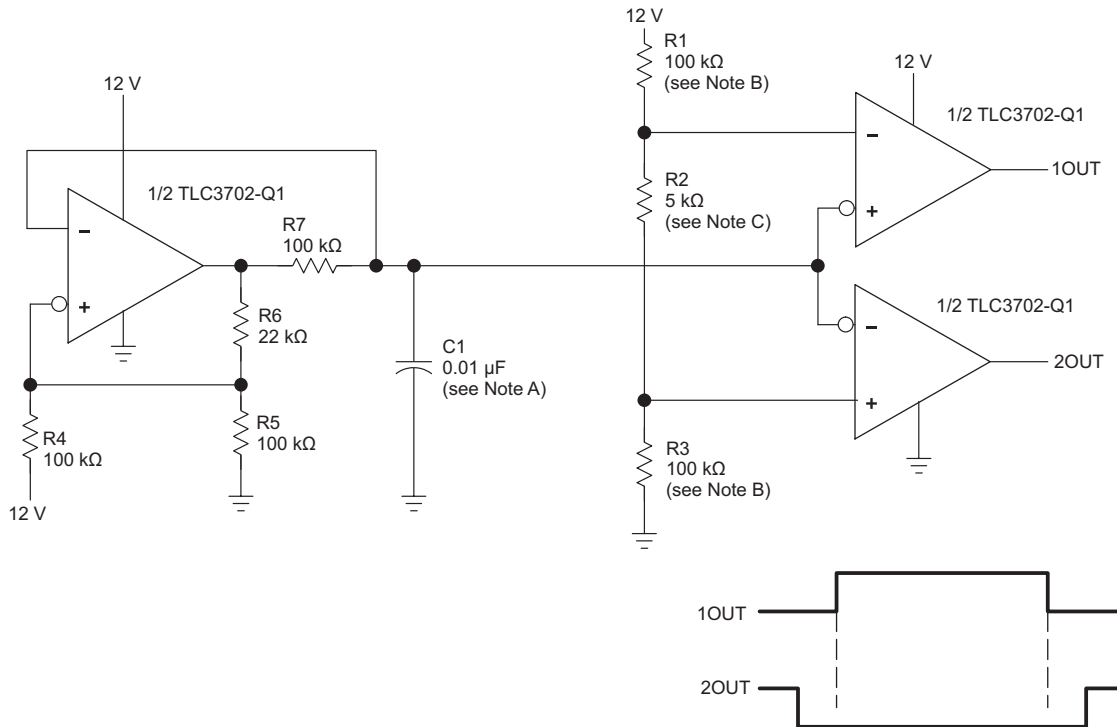 12 V
1/2 TLC3702-Q1
−
+
R7
100 kΩ
R6
22 kΩ
R5
100 kΩ
R4
100 kΩ
12 V
C1
0.01 µF
(see Note A)
12 V
R1
100 kΩ
(see Note B)
R2
5 kΩ
(see Note C)
R3
100 kΩ
(see Note B)
12 V
1/2 TLC3702-Q1
−
+
1OUT
1/2 TLC3702-Q1
−
+
2OUT
1OUT
2OUT